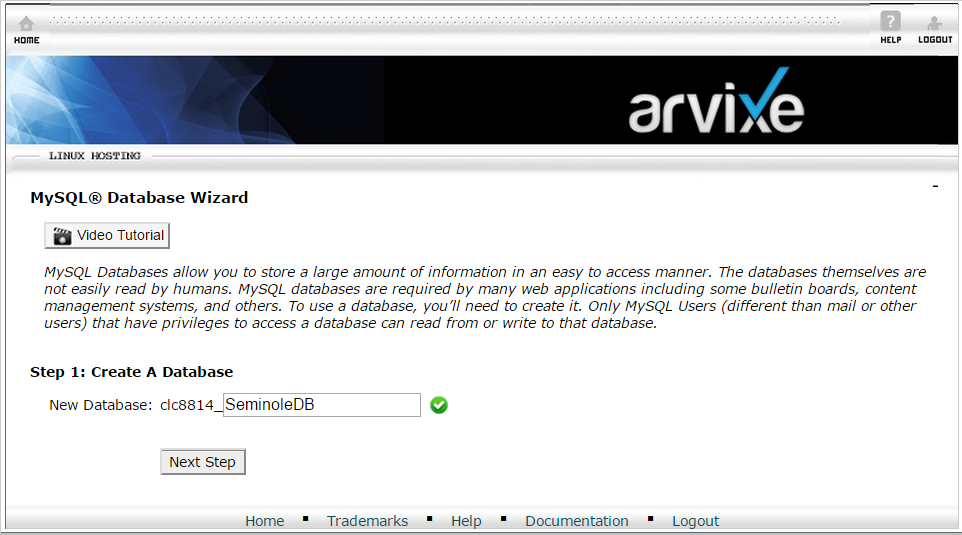 HOME
HELP LOGOUT
arvixe
LINUX HOSTING
MySQL® Database Wizard
-
Video Tutorial
MySQL Databases allow you to store a large amount of information in an easy to access manner. The databases themselves are
not easily read by humans. MySQL databases are required by many web applications including some bulletin boards, content
management systems, and others. To use a database, you’ll need to create it. Only MySQL Users (different than mail or other
users) that have privileges to access a database can read from or write to that database.
Step 1: Create A Database
New Database: clc8814_SeminoleDB
Next Step
Home ▪ Trademarks ▪ Help ▪ Documentation ▪ Logout